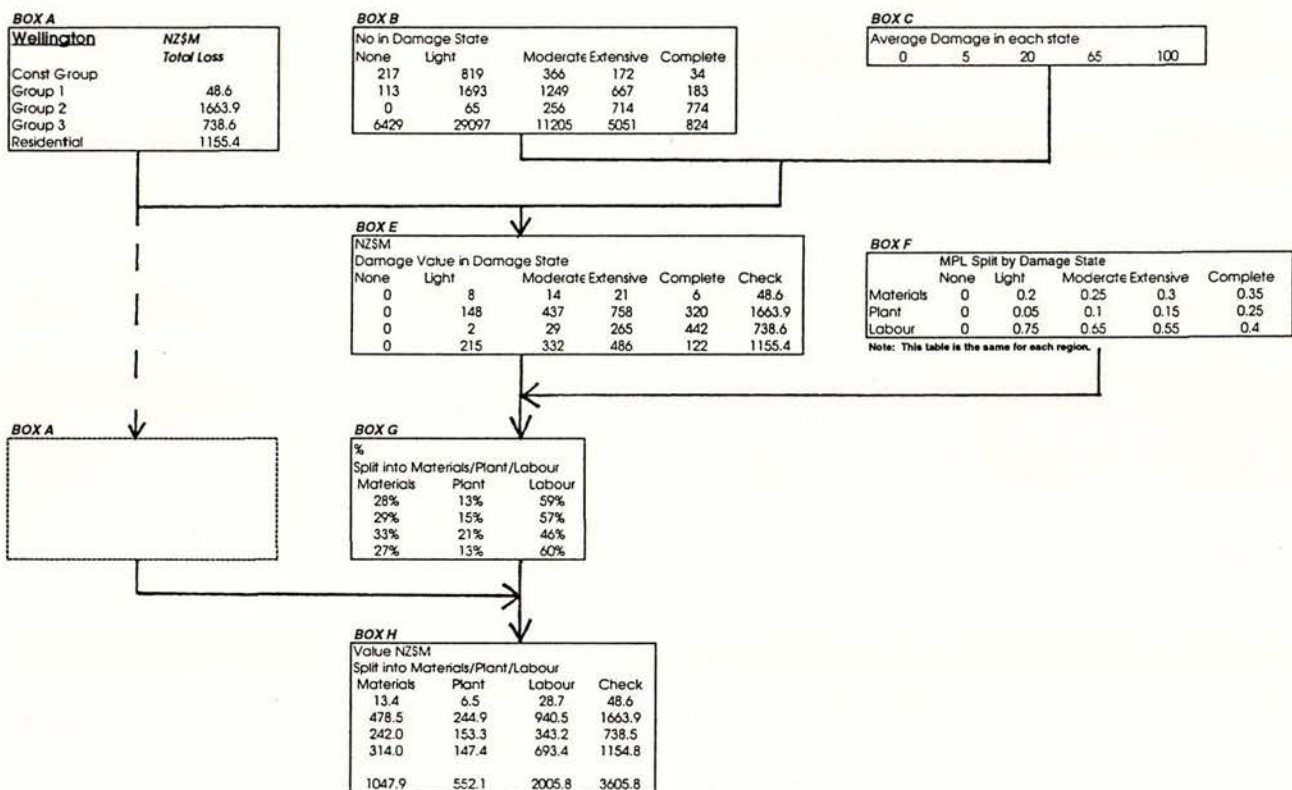 BOX A
Wellington NZ$M
Total Loss
Const Group
Group 1 48.6
Group 2 1663.9
Group 3 738.6
Residential 1155.4
BOX B
No in Damage State
None Light Moderate Extensive Complete
217 819 366 172 34
113 1693 1249 667 183
0 65 256 714 774
6429 29097 11205 5051 824
BOX C
Average Damage in each state
0 5 20 65 100
BOX E
NZ$M
Damage Value in Damage State
None Light Moderate Extensive Complete Check
0 8 14 21 6 48.6
0 148 437 758 320 1663.9
0 2 29 265 442 738.6
0 215 332 486 122 1155.4
BOX F
MPL Split by Damage State
None Light Moderate Extensive Complete
Materials 0 0.2 0.25 0.3 0.35
Plant 0 0.05 0.1 0.15 0.25
Labour 0 0.75 0.65 0.55 0.4
Note: This table is the same for each region.
BOX A
BOX G
%
Split into Materials/Plant/Labour
Materials Plant Labour
28% 13% 59%
29% 15% 57%
33% 21% 46%
27% 13% 60%
BOX H
Value NZ$M
Split into Materials/Plant/Labour
Materials Plant Labour Check
13.4 6.5 28.7 48.6
478.5 244.9 940.5 1663.9
242.0 153.3 343.2 738.5
314.0 147.4 693.4 1154.8
1047.9 552.1 2005.8 3605.8